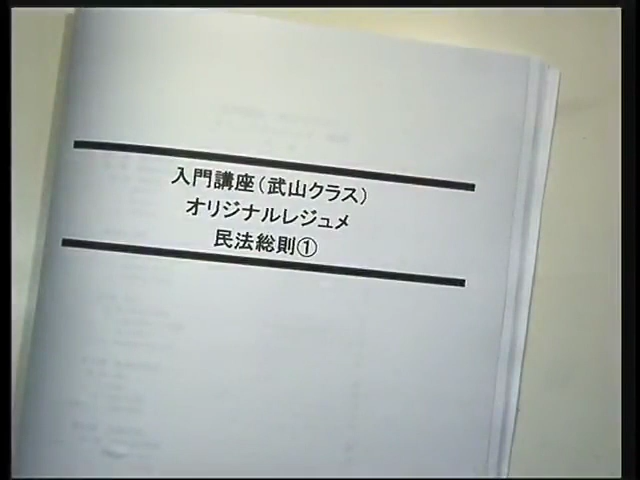 入門講座(武山クラス)
オリジナルレジュメ
民法総則①